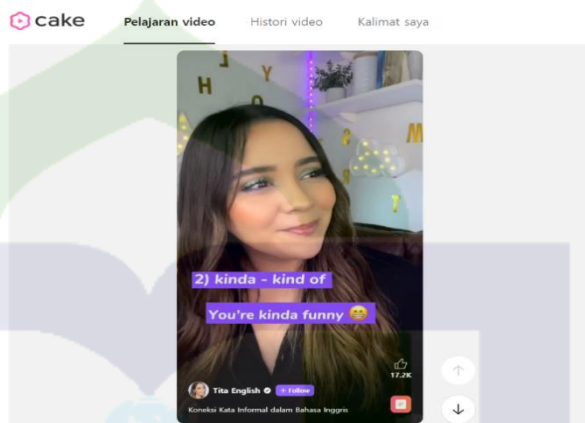 cake
Pelajaran video
Histori video
Kalimat saya
2) kinda - kind of
You're kinda funny 😁
17.2K
Tita English
+ Follow
Koneksi Kata Informal dalam Bahasa Inggris